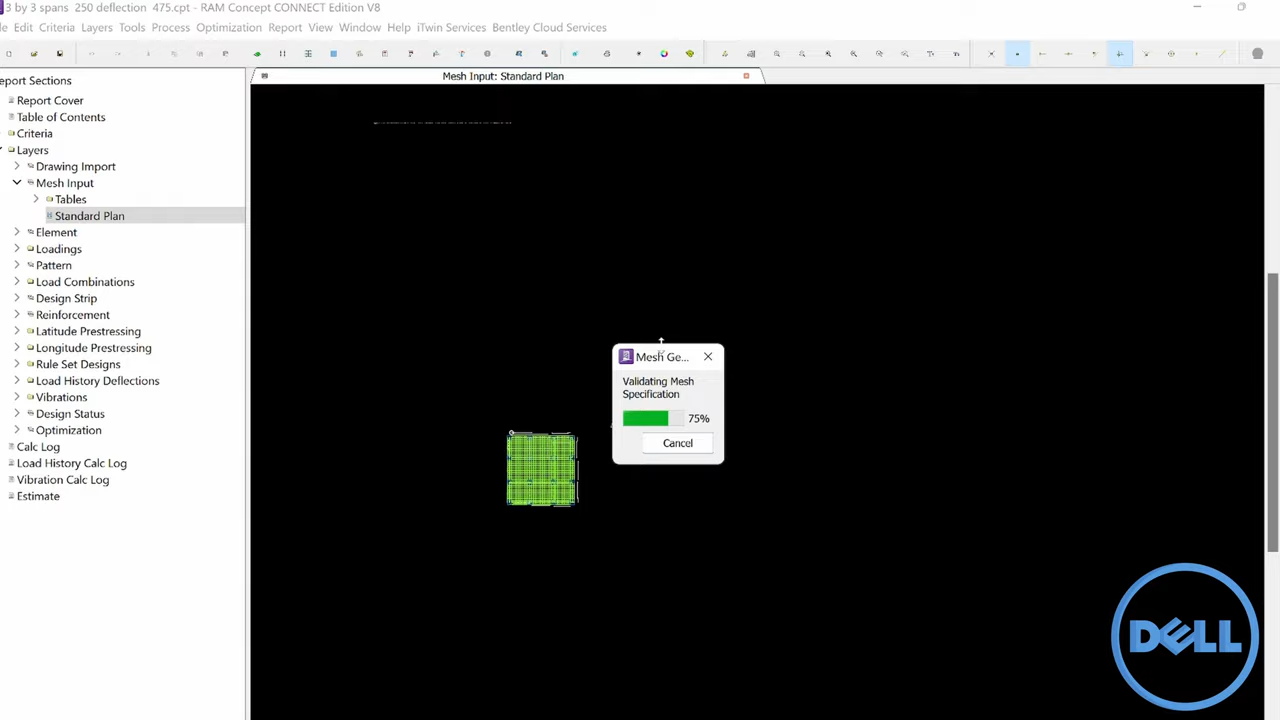 3 by 3 spans 250 deflection 475.cpt - RAM Concept CONNECT Edition V8
le Edit Criteria Layers Tools Process Optimization Report View Window Help iTwin Services Bentley Cloud Services
eport Sections
Mesh Input: Standard Plan
Report Cover
Table of Contents
Criteria
Layers
Drawing Import
Mesh Input
Tables
Standard Plan
Element
Loadings
Pattern
Load Combinations
Design Strip
Reinforcement
Latitude Prestressing
Longitude Prestressing
Rule Set Designs
Load History Deflections
Vibrations
Design Status
Optimization
Calc Log
Load History Calc Log
Vibration Calc Log
Estimate
Mesh Ge...
Validating Mesh
Specification
75%
Cancel
DELL